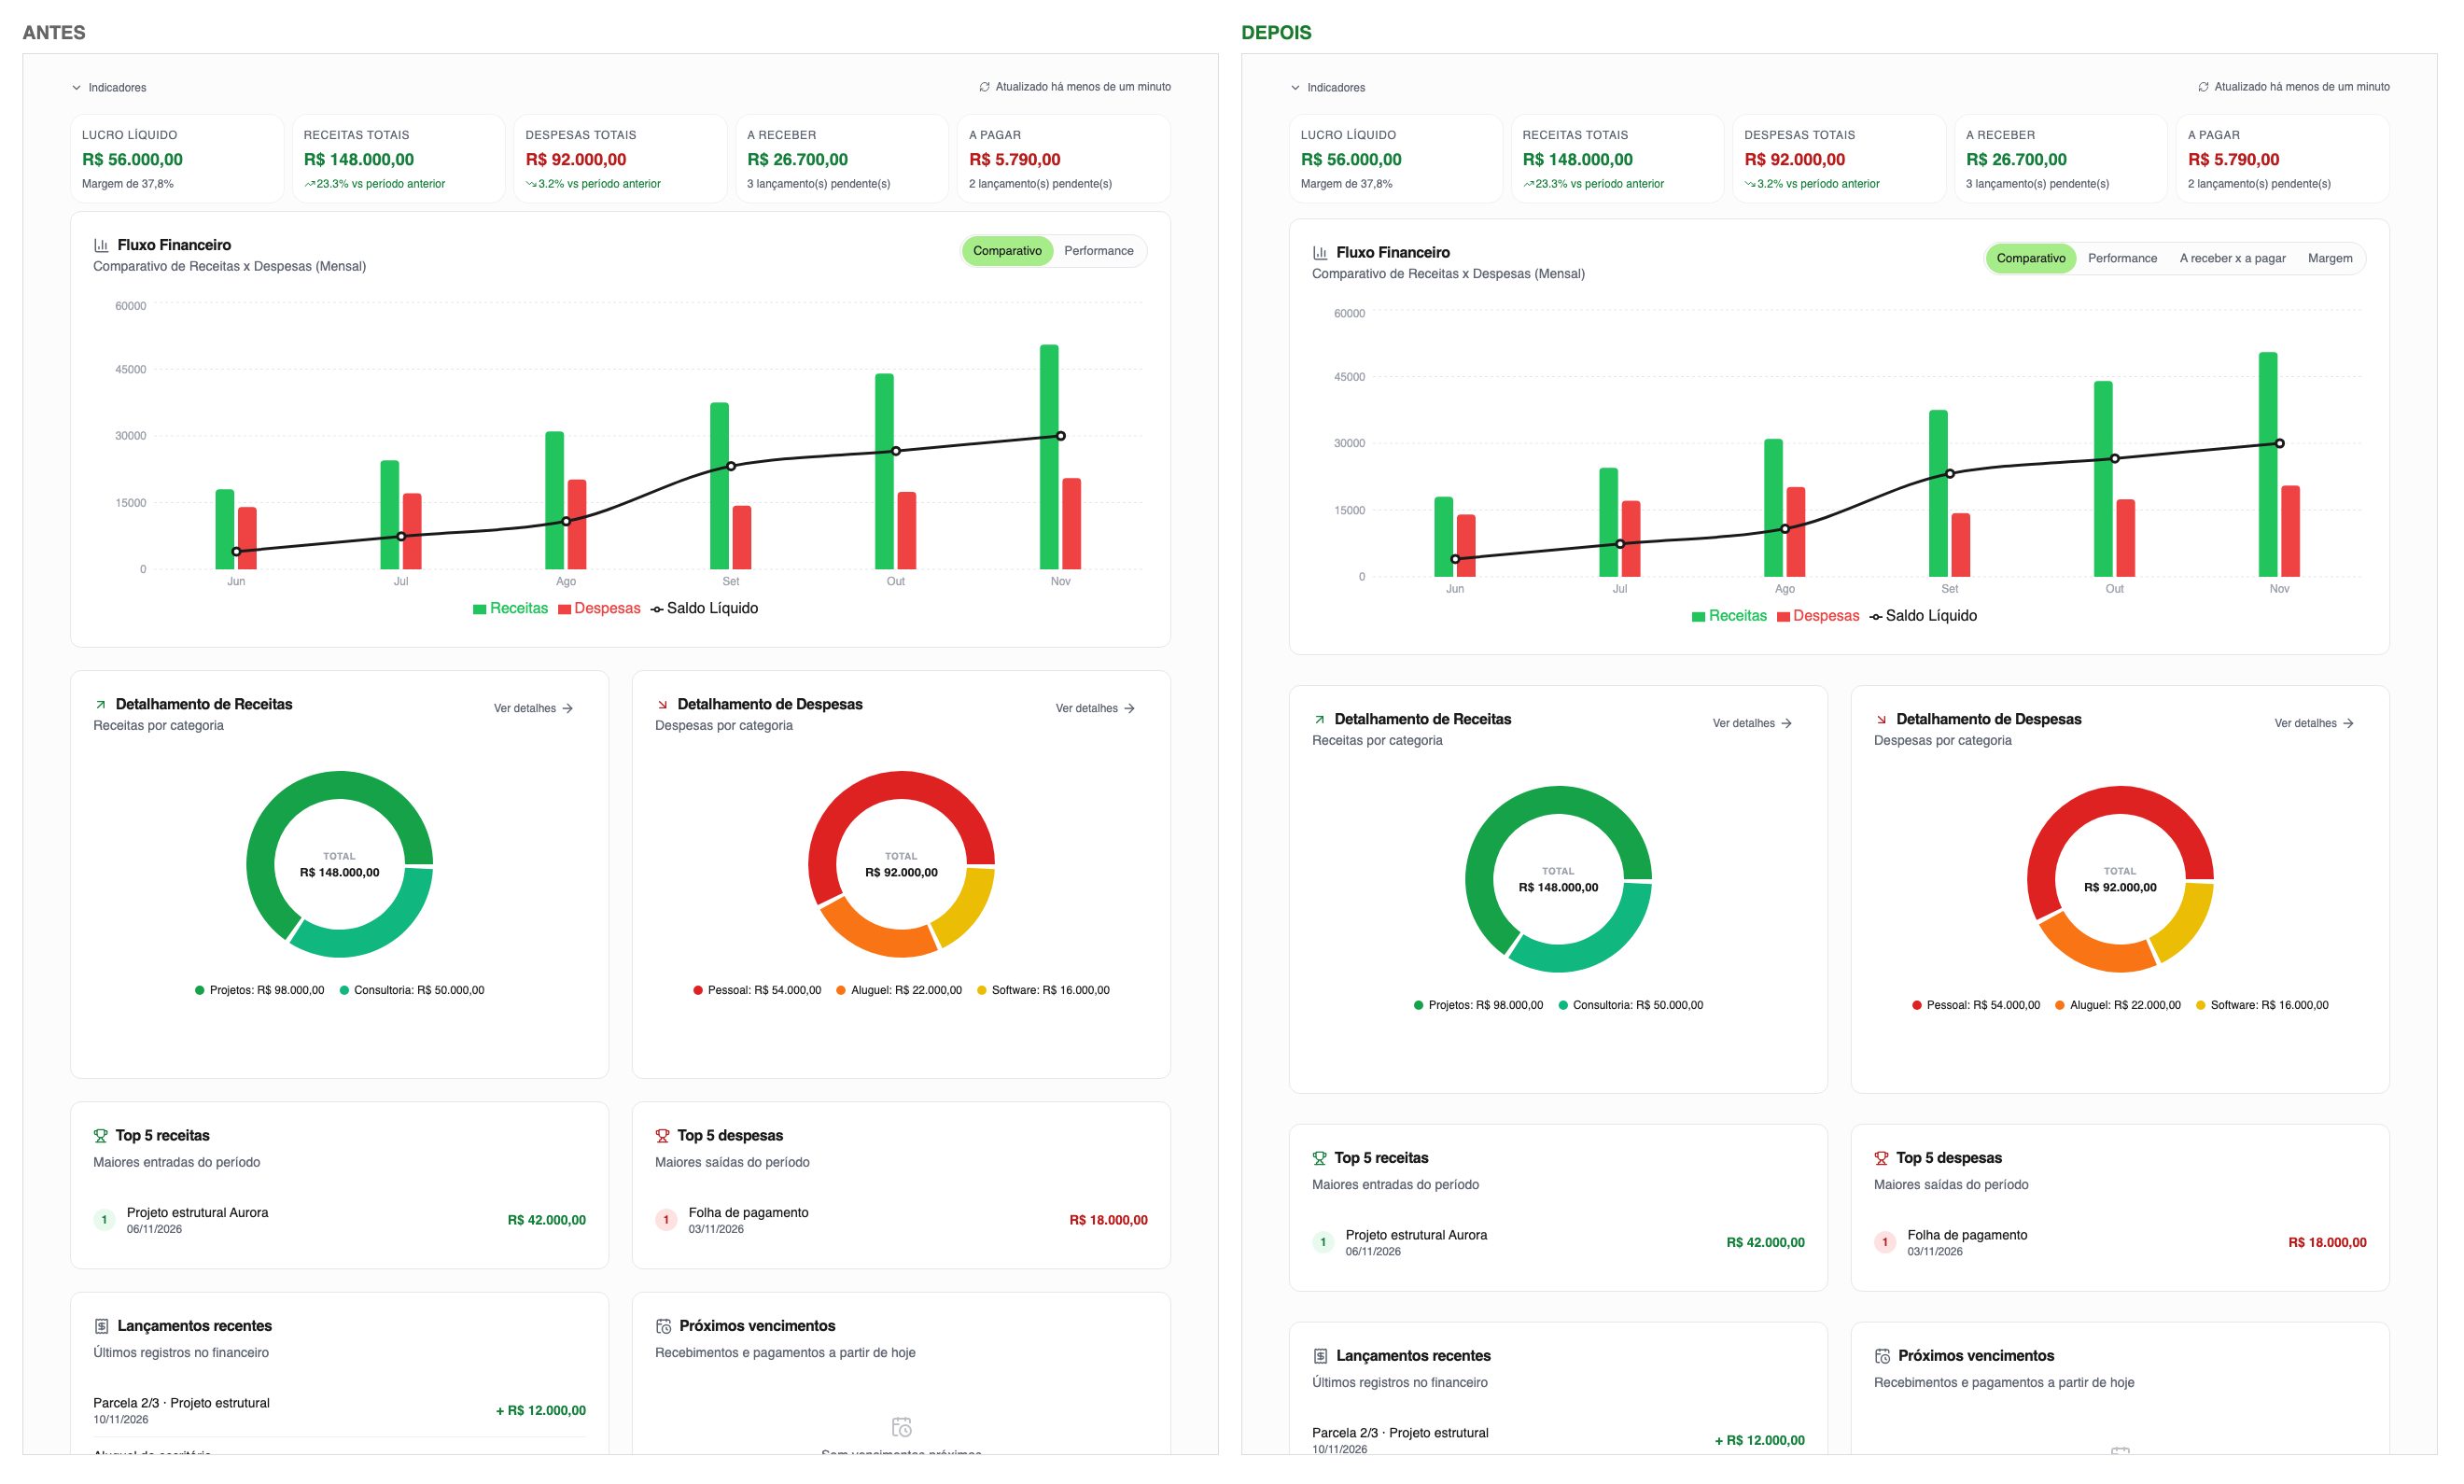 ANTES
Indicadores
Atualizado há menos de um minuto
LUCRO LÍQUIDO
R$ 56.000,00
Margem de 37,8%
RECEITAS TOTAIS
R$ 148.000,00
23.3% vs período anterior
DESPESAS TOTAIS
R$ 92.000,00
3.2% vs período anterior
A RECEBER
R$ 26.700,00
3 lançamento(s) pendente(s)
A PAGAR
R$ 5.790,00
2 lançamento(s) pendente(s)
Fluxo Financeiro
Comparativo de Receitas x Despesas (Mensal)
Comparativo Performance
60000
45000
30000
15000
0
Jun Jul Ago Set Out Nov
Receitas Despesas Saldo Líquido
Detalhamento de Receitas
Receitas por categoria
Ver detalhes
TOTAL
R$ 148.000,00
Projetos: R$ 98.000,00 Consultoria: R$ 50.000,00
Detalhamento de Despesas
Despesas por categoria
Ver detalhes
TOTAL
R$ 92.000,00
Pessoal: R$ 54.000,00 Aluguel: R$ 22.000,00 Software: R$ 16.000,00
Top 5 receitas
Maiores entradas do período
1 Projeto estrutural Aurora R$ 42.000,00
06/11/2026
Top 5 despesas
Maiores saídas do período
1 Folha de pagamento R$ 18.000,00
03/11/2026
Lançamentos recentes
Últimos registros no financeiro
Parcela 2/3 · Projeto estrutural + R$ 12.000,00
10/11/2026
Próximos vencimentos
Recebimentos e pagamentos a partir de hoje
DEPOIS
Indicadores
Atualizado há menos de um minuto
LUCRO LÍQUIDO
R$ 56.000,00
Margem de 37,8%
RECEITAS TOTAIS
R$ 148.000,00
23.3% vs período anterior
DESPESAS TOTAIS
R$ 92.000,00
3.2% vs período anterior
A RECEBER
R$ 26.700,00
3 lançamento(s) pendente(s)
A PAGAR
R$ 5.790,00
2 lançamento(s) pendente(s)
Fluxo Financeiro
Comparativo de Receitas x Despesas (Mensal)
Comparativo Performance A receber x a pagar Margem
60000
45000
30000
15000
0
Jun Jul Ago Set Out Nov
Receitas Despesas Saldo Líquido
Detalhamento de Receitas
Receitas por categoria
Ver detalhes
TOTAL
R$ 148.000,00
Projetos: R$ 98.000,00 Consultoria: R$ 50.000,00
Detalhamento de Despesas
Despesas por categoria
Ver detalhes
TOTAL
R$ 92.000,00
Pessoal: R$ 54.000,00 Aluguel: R$ 22.000,00 Software: R$ 16.000,00
Top 5 receitas
Maiores entradas do período
1 Projeto estrutural Aurora R$ 42.000,00
06/11/2026
Top 5 despesas
Maiores saídas do período
1 Folha de pagamento R$ 18.000,00
03/11/2026
Lançamentos recentes
Últimos registros no financeiro
Parcela 2/3 · Projeto estrutural + R$ 12.000,00
10/11/2026
Próximos vencimentos
Recebimentos e pagamentos a partir de hoje